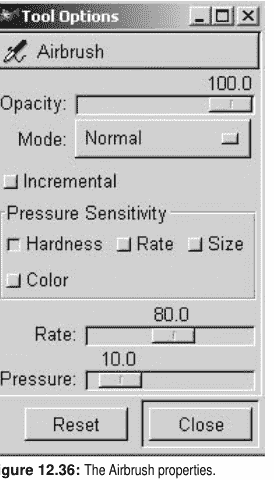 Tool Options
Airbrush
100.0
Opacity:
Mode: Normal
Incremental
Pressure Sensitivity
Hardness Rate Size
Color
80.0
Rate:
10.0
Pressure:
Reset Close
igure 12.36: The Airbrush properties.